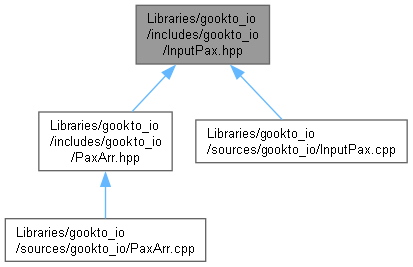 Libraries/gookto_io
/includes/gookto_io
/InputPax.hpp
Libraries/gookto_io
/includes/gookto_io
/PaxArr.hpp
Libraries/gookto_io
/sources/gookto_io/InputPax.cpp
Libraries/gookto_io
/sources/gookto_io/PaxArr.cpp